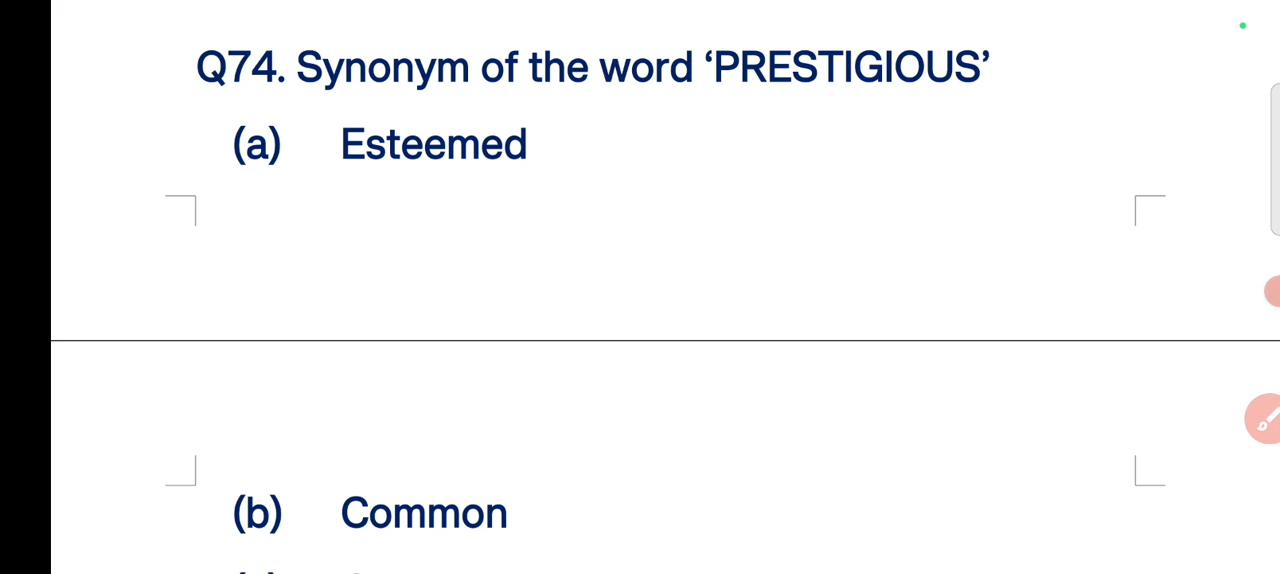 Q74. Synonym of the word ‘PRESTIGIOUS’
(a) Esteemed
(b) Common